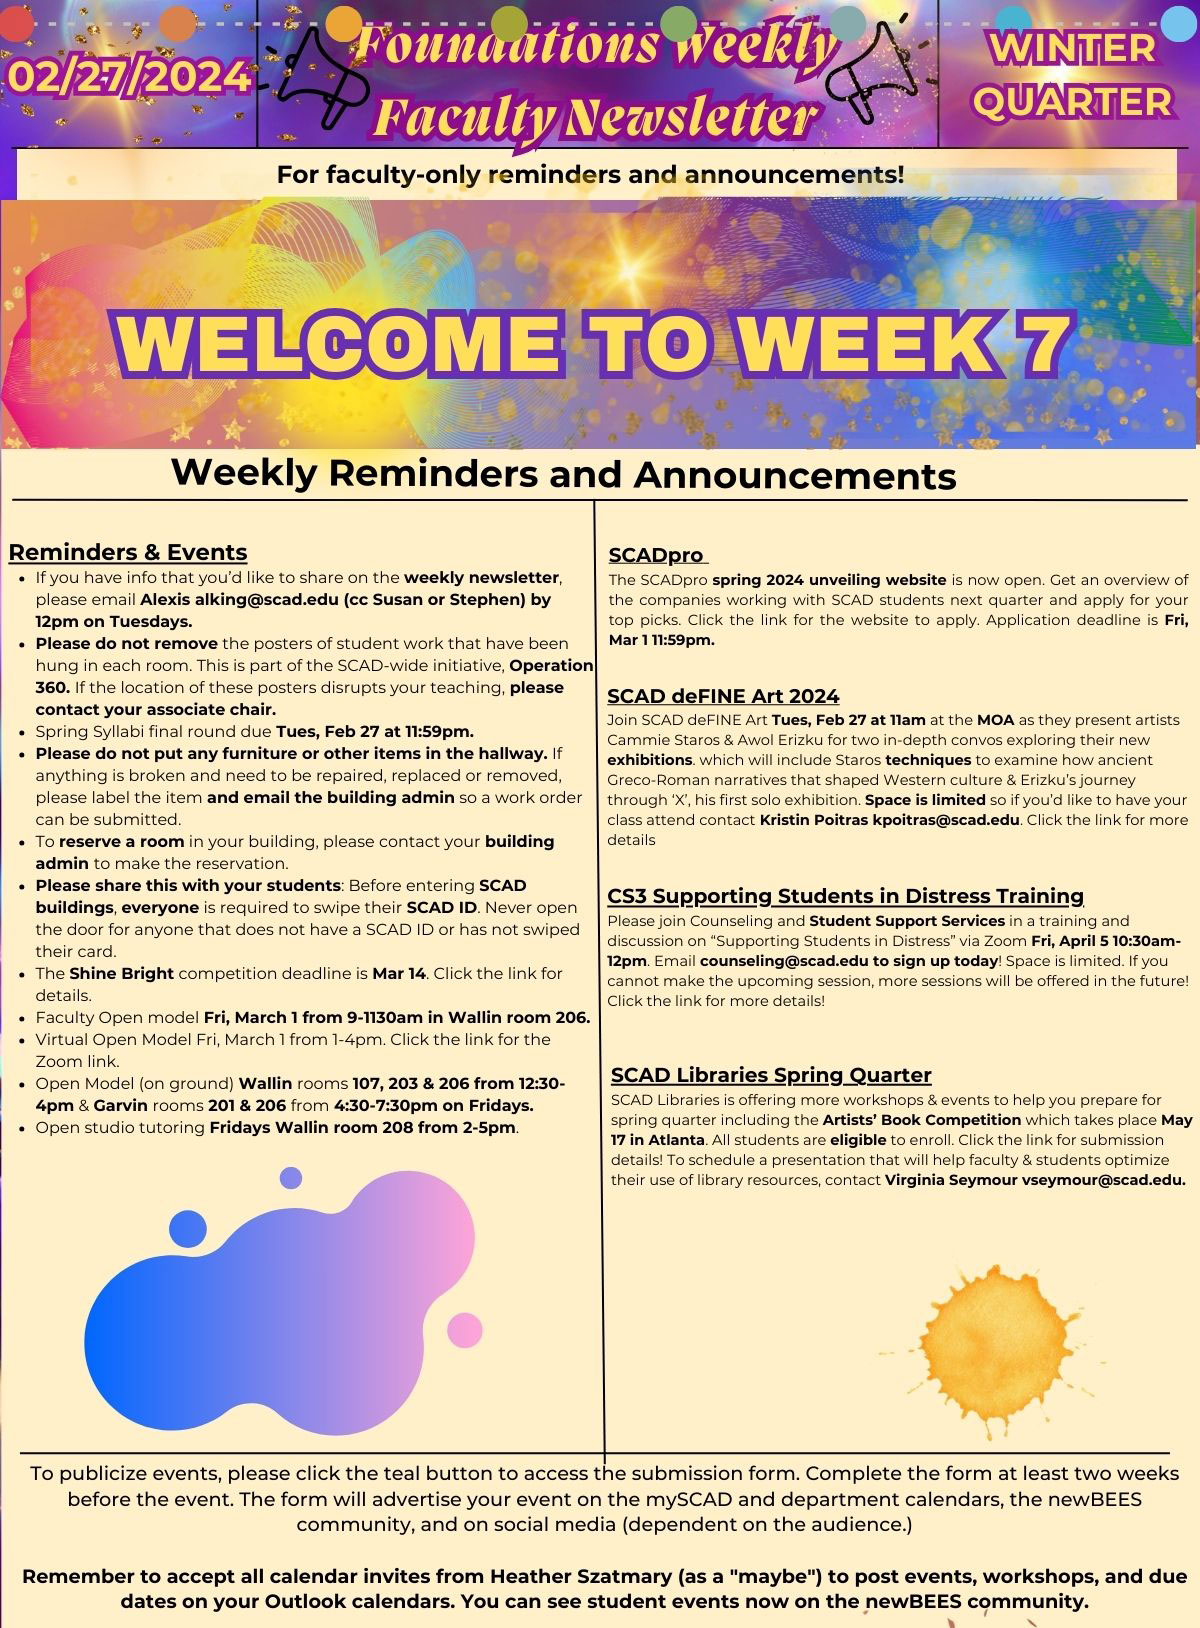 02/27/2024
Foundations Weekly
Faculty Newsletter
WINTER
QUARTER
For faculty-only reminders and announcements!
WELCOME TO WEEK 7
Weekly Reminders and Announcements
Reminders & Events
• If you have info that you’d like to share on the weekly newsletter,
please email Alexis alking@scad.edu (cc Susan or Stephen) by
12pm on Tuesdays.
• Please do not remove the posters of student work that have been
hung in each room. This is part of the SCAD-wide initiative, Operation
360. If the location of these posters disrupts your teaching, please
contact your associate chair.
• Spring Syllabi final round due Tues, Feb 27 at 11:59pm.
• Please do not put any furniture or other items in the hallway. If
anything is broken and need to be repaired, replaced or removed,
please label the item and email the building admin so a work order
can be submitted.
• To reserve a room in your building, please contact your building
admin to make the reservation.
• Please share this with your students: Before entering SCAD
buildings, everyone is required to swipe their SCAD ID. Never open
the door for anyone that does not have a SCAD ID or has not swiped
their card.
• The Shine Bright competition deadline is Mar 14. Click the link for
details.
• Faculty Open model Fri, March 1 from 9-1130am in Wallin room 206.
• Virtual Open Model Fri, March 1 from 1-4pm. Click the link for the
Zoom link.
• Open Model (on ground) Wallin rooms 107, 203 & 206 from 12:30-
4pm & Garvin rooms 201 & 206 from 4:30-7:30pm on Fridays.
• Open studio tutoring Fridays Wallin room 208 from 2-5pm.
SCADpro
The SCADpro spring 2024 unveiling website is now open. Get an overview of
the companies working with SCAD students next quarter and apply for your
top picks. Click the link for the website to apply. Application deadline is Fri,
Mar 1 11:59pm.
SCAD deFINE Art 2024
Join SCAD deFINE Art Tues, Feb 27 at 11am at the MOA as they present artists
Cammie Staros & Awol Erizku for two in-depth convos exploring their new
exhibitions. which will include Staros techniques to examine how ancient
Greco-Roman narratives that shaped Western culture & Erizku’s journey
through ‘X’, his first solo exhibition. Space is limited so if you’d like to have your
class attend contact Kristin Poitras kpoitras@scad.edu. Click the link for more
details
CS3 Supporting Students in Distress Training
Please join Counseling and Student Support Services in a training and
discussion on “Supporting Students in Distress” via Zoom Fri, April 5 10:30am-
12pm. Email counseling@scad.edu to sign up today! Space is limited. If you
cannot make the upcoming session, more sessions will be offered in the future!
Click the link for more details!
SCAD Libraries Spring Quarter
SCAD Libraries is offering more workshops & events to help you prepare for
spring quarter including the Artists’ Book Competition which takes place May
17 in Atlanta. All students are eligible to enroll. Click the link for submission
details! To schedule a presentation that will help faculty & students optimize
their use of library resources, contact Virginia Seymour vseymour@scad.edu.
To publicize events, please click the teal button to access the submission form. Complete the form at least two weeks
before the event. The form will advertise your event on the mySCAD and department calendars, the newBEES
community, and on social media (dependent on the audience.)
Remember to accept all calendar invites from Heather Szatmary (as a "maybe") to post events, workshops, and due
dates on your Outlook calendars. You can see student events now on the newBEES community.